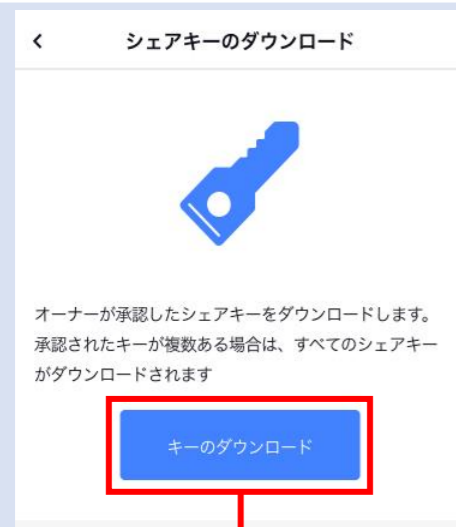 シェアキーのダウンロード
オーナーが承認したシェアキーをダウンロードします。
承認されたキーが複数ある場合は、すべてのシェアキー
がダウンロードされます
キーのダウンロード